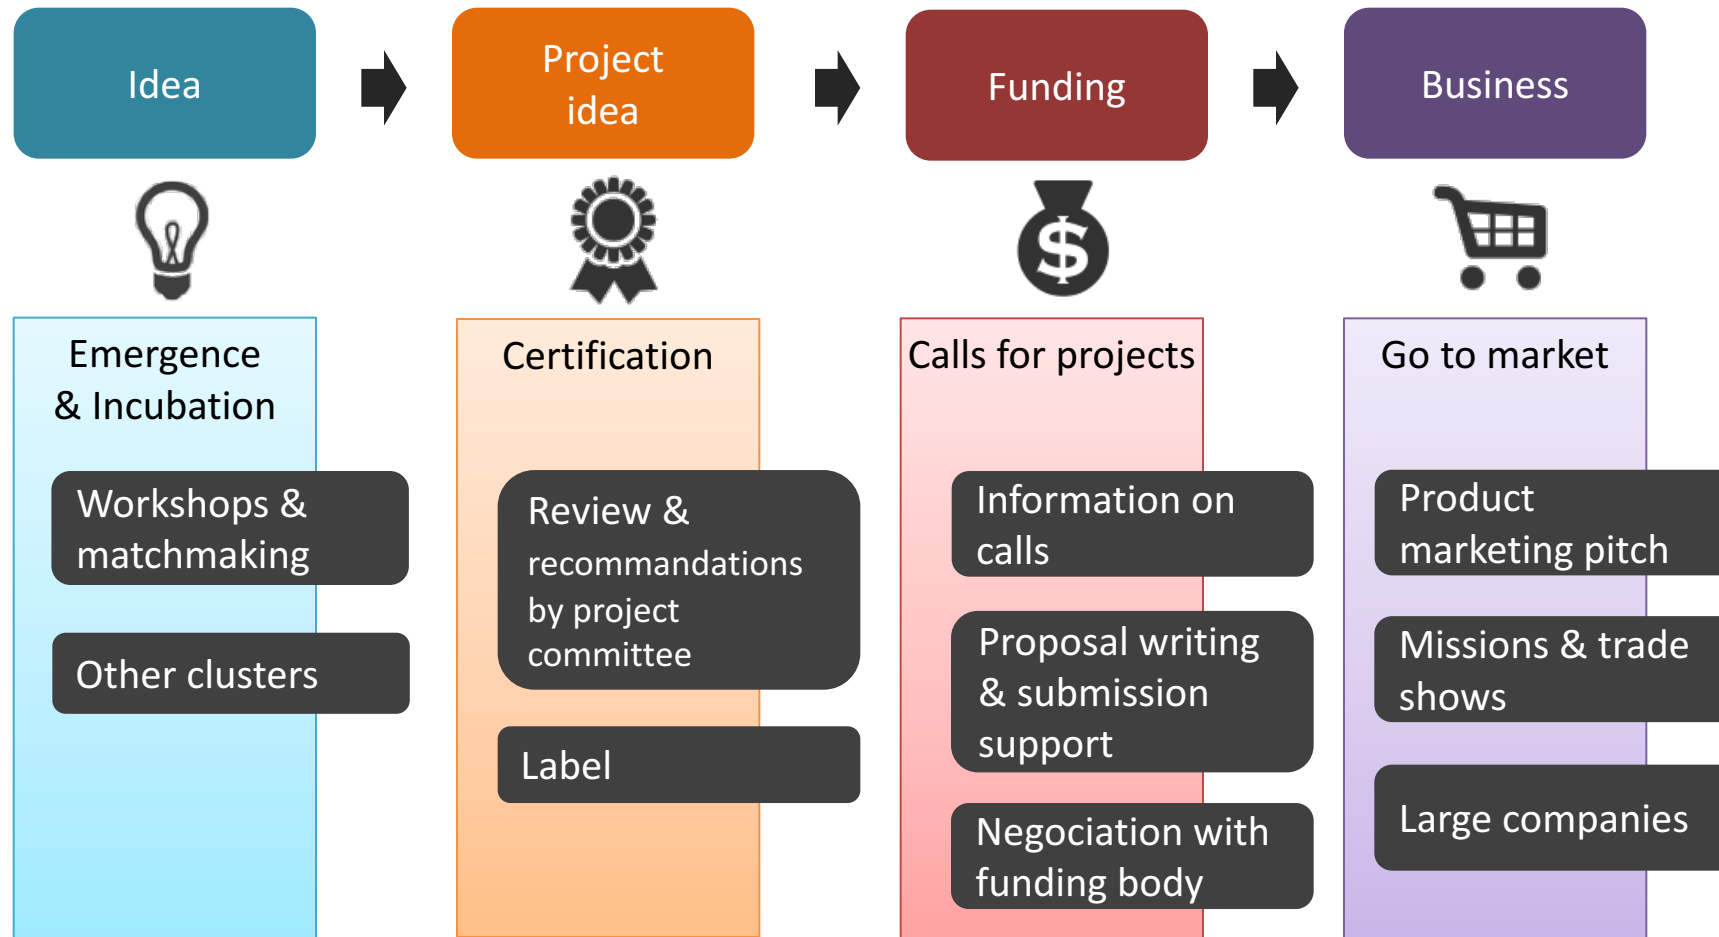 Idea
Project
idea
Funding
Business
$
Emergence
& Incubation
Workshops &
matchmaking
Other clusters
Certification
Review &
recommandations
by project
committee
Label
Calls for projects
Information on
calls
Proposal writing
& submission
support
Negociation with
funding body
Go to market
Product
marketing pitch
Missions & trade
shows
Large companies